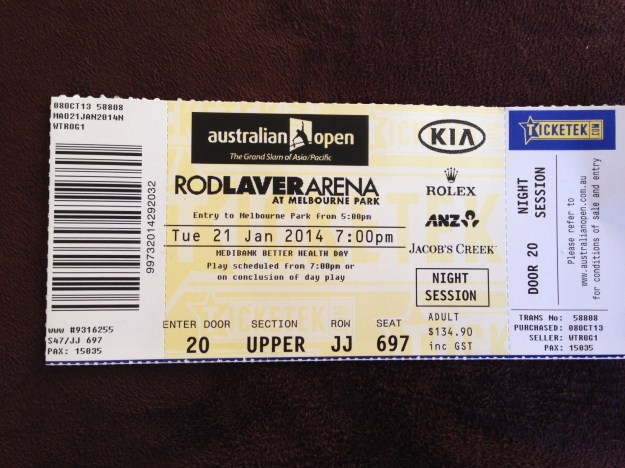 08OCT13 58808
MA021JAN2014N
WTROG1
99732014292032
WWW #9316255
S47/JJ 697
PAX: 15035
australian open
The Grand Slam of Asia/Pacific
RODLAVERARENA
AT MELBOURNE PARK
Entry to Melbourne Park from 5:00pm
Tue 21 Jan 2014 7:00pm
MEDIBANK BETTER HEALTH DAY
Play scheduled from 7:00pm or
on conclusion of day play
ENTER DOOR SECTION ROW SEAT
20 UPPER JJ 697
KIA
ROLEX
ANZ
JACOB'S CREEK
NIGHT
SESSION
ADULT
$134.90
inc GST
TICKETEK.COM
DOOR 20
NIGHT
SESSION
Please refer to
www.australianopen.com.au
for conditions of sale and entry
TRANS No: 58808
PURCHASED: 08OCT13
SELLER: WTROG1
PAX: 15035